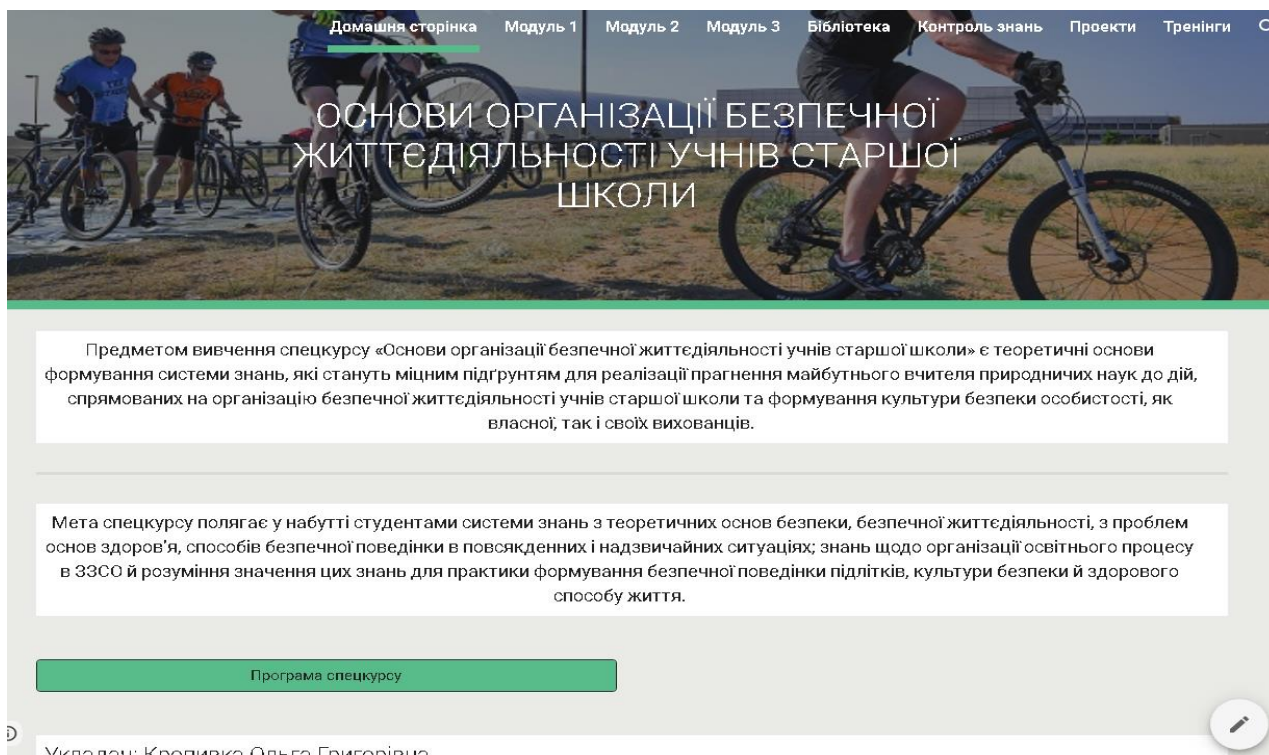 Домашня сторінка Модуль 1 Модуль 2 Модуль 3 Бібліотека Контроль знань Проекти Тренінги
ОСНОВИ ОРГАНІЗАЦІЇ БЕЗПЕЧНОЇ
ЖИТТЄДІЯЛЬНОСТІ УЧНІВ СТАРШОЇ
ШКОЛИ
Предметом вивчення спецкурсу «Основи організації безпечної життєдіяльності учнів старшої школи» є теоретичні основи
формування системи знань, які стануть міцним підґрунтям для реалізації прагнення майбутнього вчителя природничих наук до дій,
спрямованих на організацію безпечної життєдіяльності учнів старшої школи та формування культури безпеки особистості, як
власної, так і своїх вихованців.
Мета спецкурсу полягає у набутті студентами системи знань з теоретичних основ безпеки, безпечної життєдіяльності, з проблем
основ здоров'я, способів безпечної поведінки в повсякденних і надзвичайних ситуаціях; знань щодо організації освітнього процесу
в ЗЗСО й розуміння значення цих знань для практики формування безпечної поведінки підлітків, культури безпеки й здорового
способу життя.
Програма спецкурсу
Укладач: Кропивка Ольга Григорівна